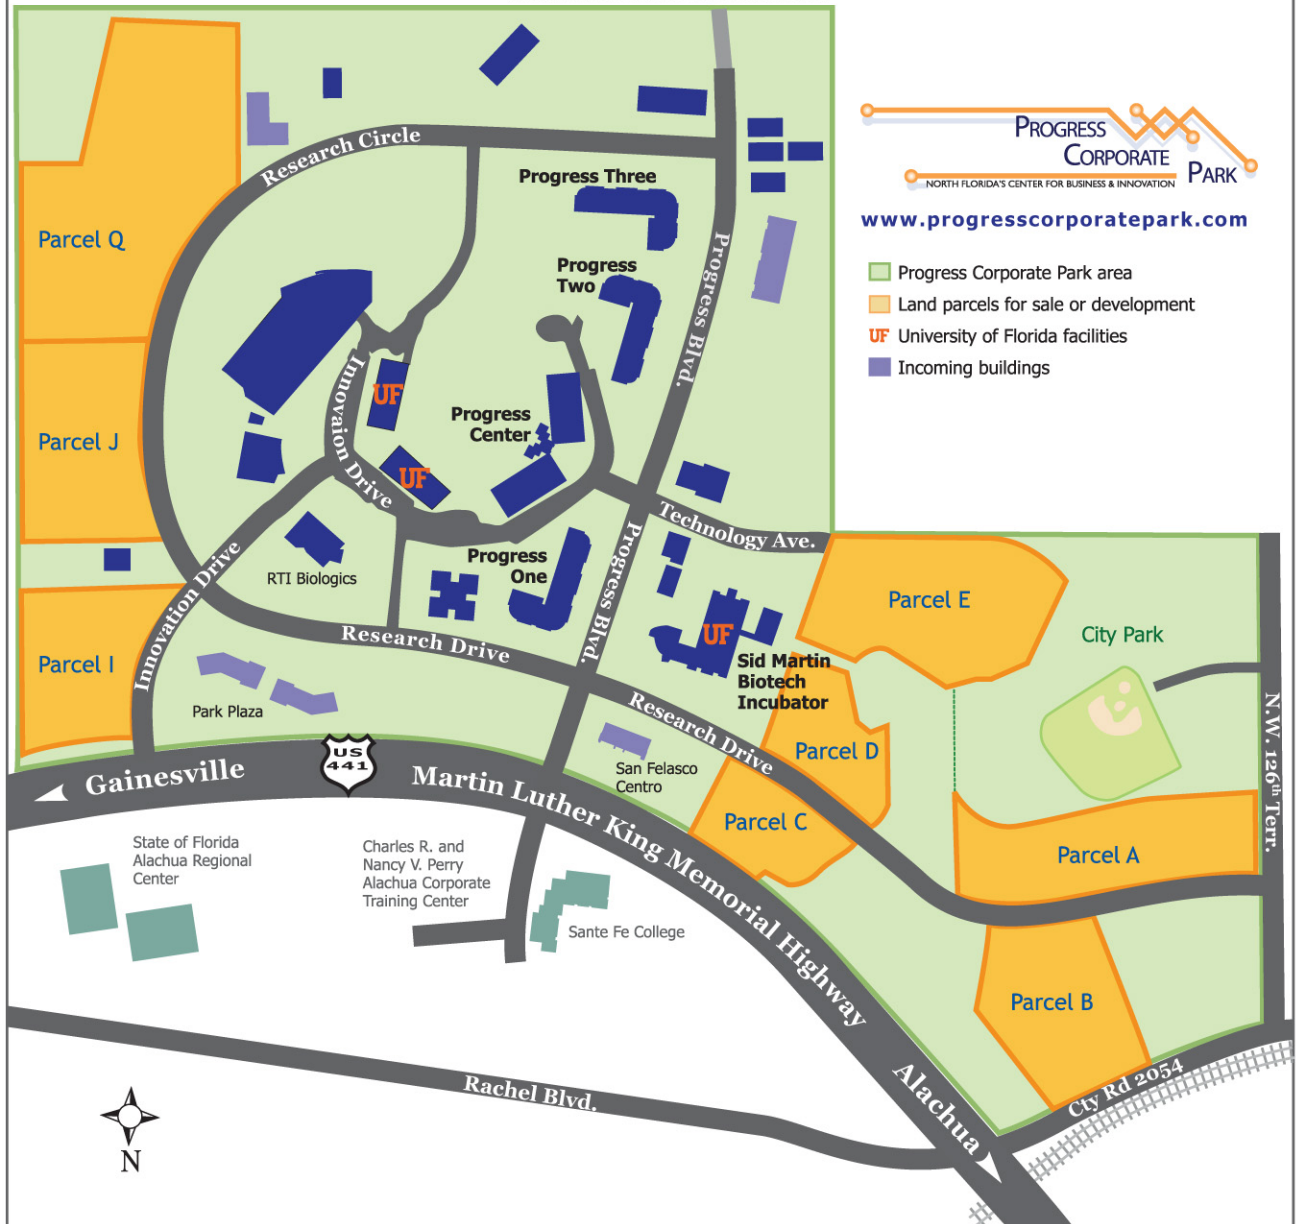 PROGRESS
CORPORATE
PARK
NORTH FLORIDA'S CENTER FOR BUSINESS & INNOVATION
www.progresscorporatepark.com
Progress Corporate Park area
Land parcels for sale or development
UF University of Florida facilities
Incoming buildings
Research Circle
Progress Three
Parcel Q
Progress
Two
Progress Blvd.
Innovaion Drive
UF
Progress
Center
Parcel J
UF
Technology Ave.
Progress
One
Progress Blvd.
RTI Biologics
Innovation Drive
Parcel E
UF
City Park
Research Drive
Parcel I
Sid Martin
Biotech
Incubator
Park Plaza
Research Drive
N.W. 126th Terr.
Parcel D
San Felasco
Centro
US
441
Gainesville
Martin Luther King Memorial Highway
Parcel C
Parcel A
State of Florida
Alachua Regional
Center
Charles R. and
Nancy V. Perry
Alachua Corporate
Training Center
Sante Fe College
Parcel B
Alachua
Cty Rd 2054
Rachel Blvd.
N